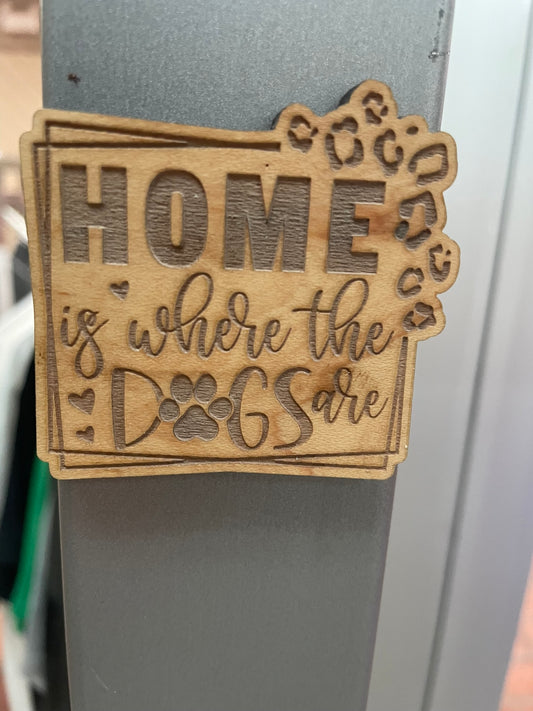 HOME
is where the
DOGS are